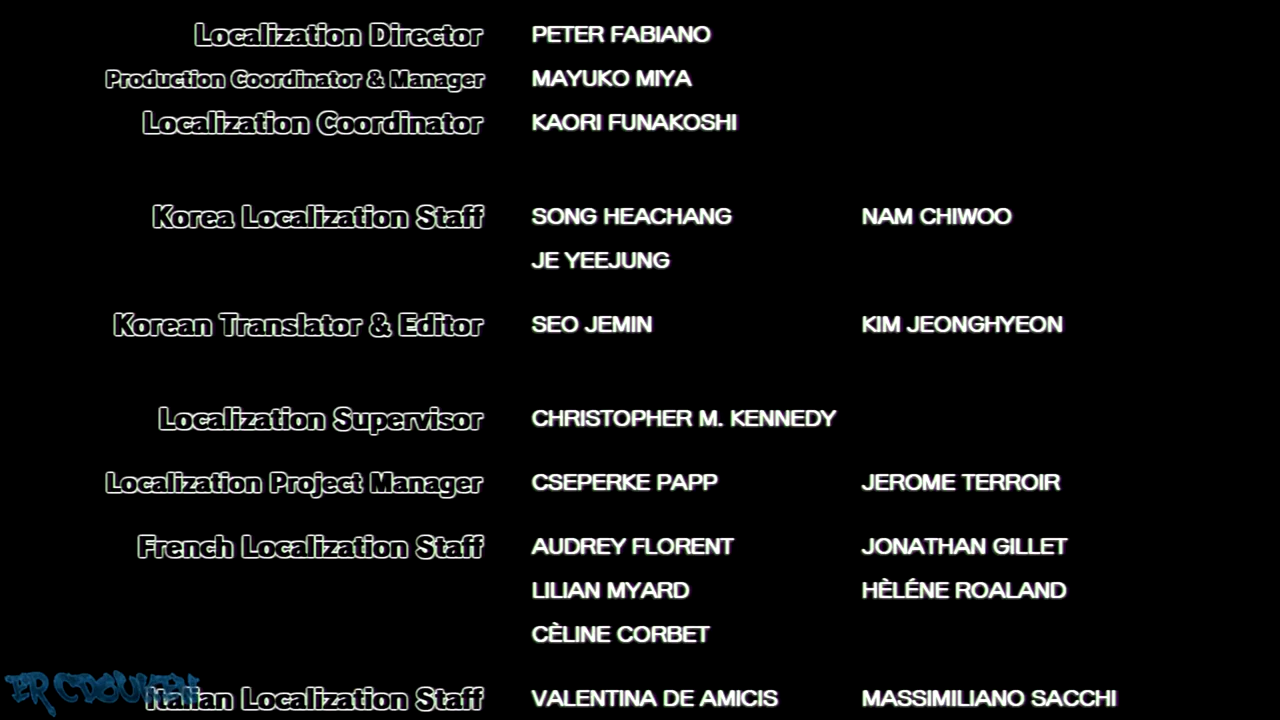 Localization Director PETER FABIANO
Production Coordinator & Manager MAYUKO MIYA
Localization Coordinator KAORI FUNAKOSHI
Korea Localization Staff SONG HEACHANG NAM CHIWOO
JE YEEJUNG
Korean Translator & Editor SEO JEMIN KIM JEONGHYEON
Localization Supervisor CHRISTOPHER M. KENNEDY
Localization Project Manager CSEPERKE PAPP JEROME TERROIR
French Localization Staff AUDREY FLORENT JONATHAN GILLET
LILIAN MYARD HÈLÉNE ROALAND
CÈLINE CORBET
Italian Localization Staff VALENTINA DE AMICIS MASSIMILIANO SACCHI